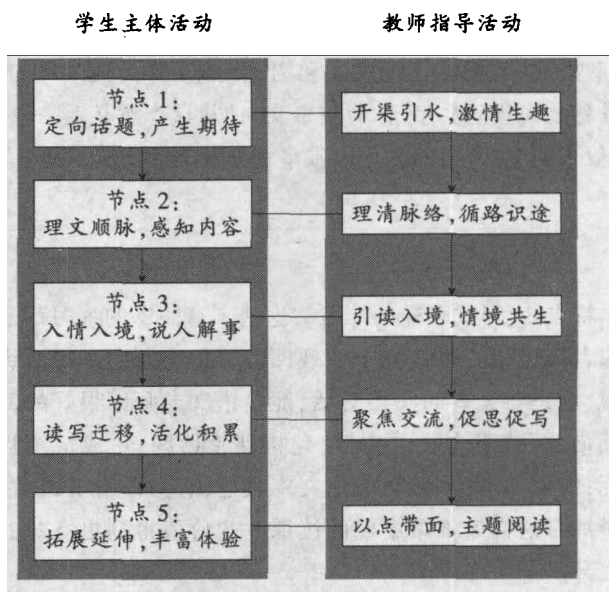 学生主体活动
教师指导活动
节点1:
定向话题,产生期待
开渠引水,激情生趣
节点2:
理文顺脉,感知内容
理清脉络,循路识途
节点3:
入情入境,说人解事
引读入境,情境共生
节点4:
读写迁移,活化积累
聚焦交流,促思促写
节点5:
拓展延伸,丰富体验
以点带面,主题阅读